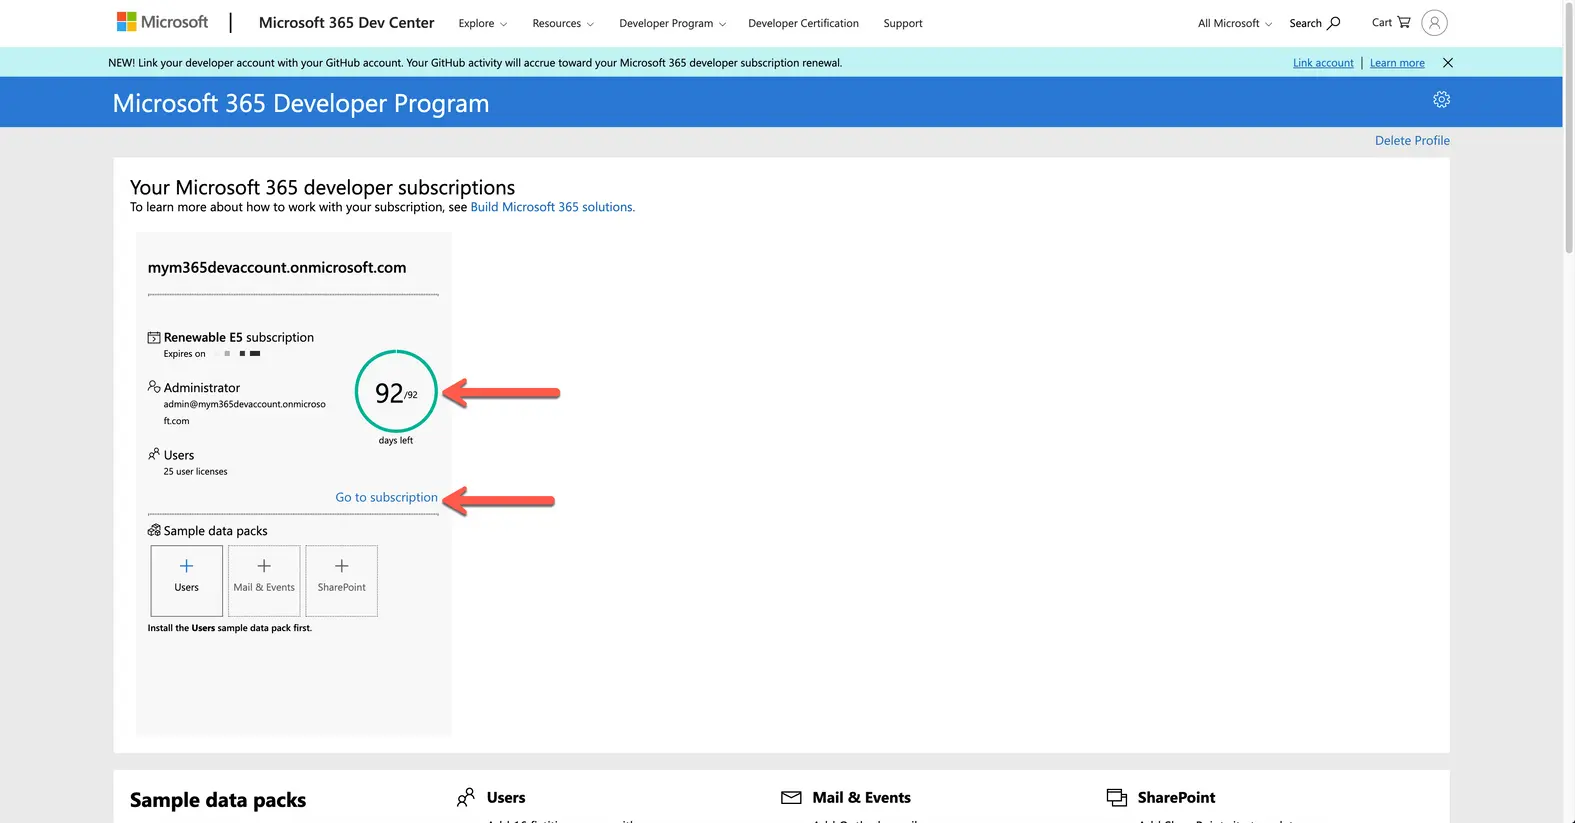 Microsoft | Microsoft 365 Dev Center Explore Resources Developer Program Developer Certification Support All Microsoft Search Cart
NEW! Link your developer account with your GitHub account. Your GitHub activity will accrue toward your Microsoft 365 developer subscription renewal. Link account | Learn more
Microsoft 365 Developer Program
Delete Profile
Your Microsoft 365 developer subscriptions
To learn more about how to work with your subscription, see Build Microsoft 365 solutions.
mym365devaccount.onmicrosoft.com
Renewable E5 subscription
Expires on
Administrator
admin@mym365devaccount.onmicroso
ft.com
92/92
days left
Users
25 user licenses
Go to subscription
Sample data packs
Users Mail & Events SharePoint
Install the Users sample data pack first.
Sample data packs Users Mail & Events SharePoint